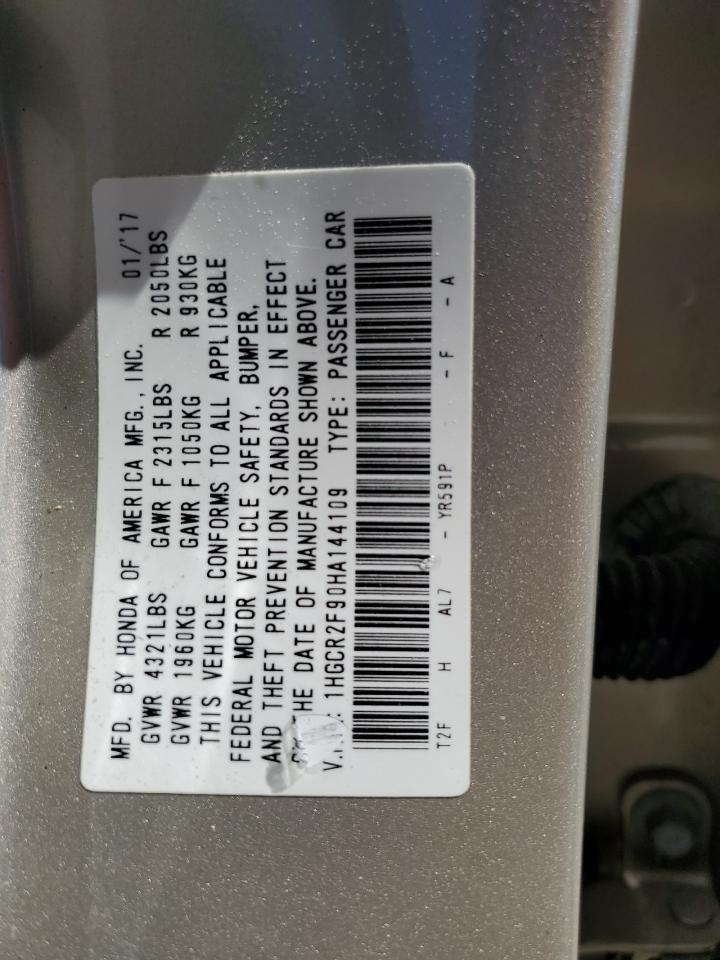 MFD. BY HONDA OF AMERICA MFG., INC. 01/'17
GVWR 4321LBS GAWR F 2315LBS R 2050LBS
GVWR 1960KG GAWR F 1050KG R 930KG
THIS VEHICLE CONFORMS TO ALL APPLICABLE
FEDERAL MOTOR VEHICLE SAFETY, BUMPER,
AND THEFT PREVENTION STANDARDS IN EFFECT
THE DATE OF MANUFACTURE SHOWN ABOVE.
1HGCR2F90HA144109 TYPE: PASSENGER CAR
T2F H AL7 - YR591P - F - A